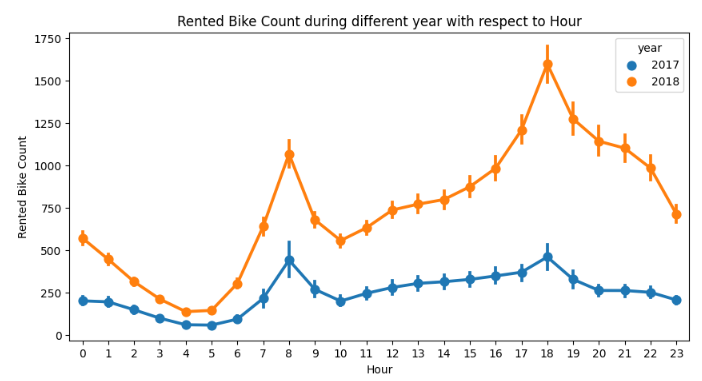 Rented Bike Count during different year with respect to Hour
year
2017
2018
Rented Bike Count
1750
1500
1250
1000
750
500
250
0
0 1 2 3 4 5 6 7 8 9 10 11 12 13 14 15 16 17 18 19 20 21 22 23
Hour